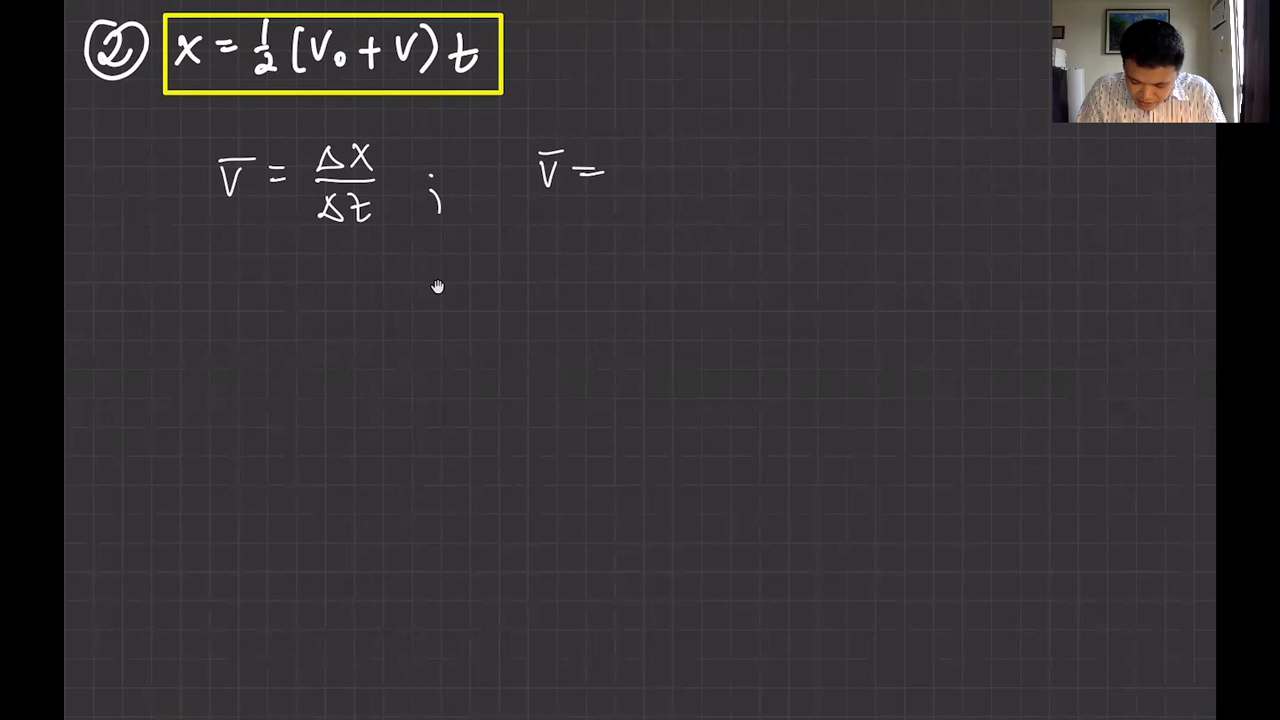 ② x = 1/2 (v₀ + v) t
v̅ = Δx/Δt ; v̅ =